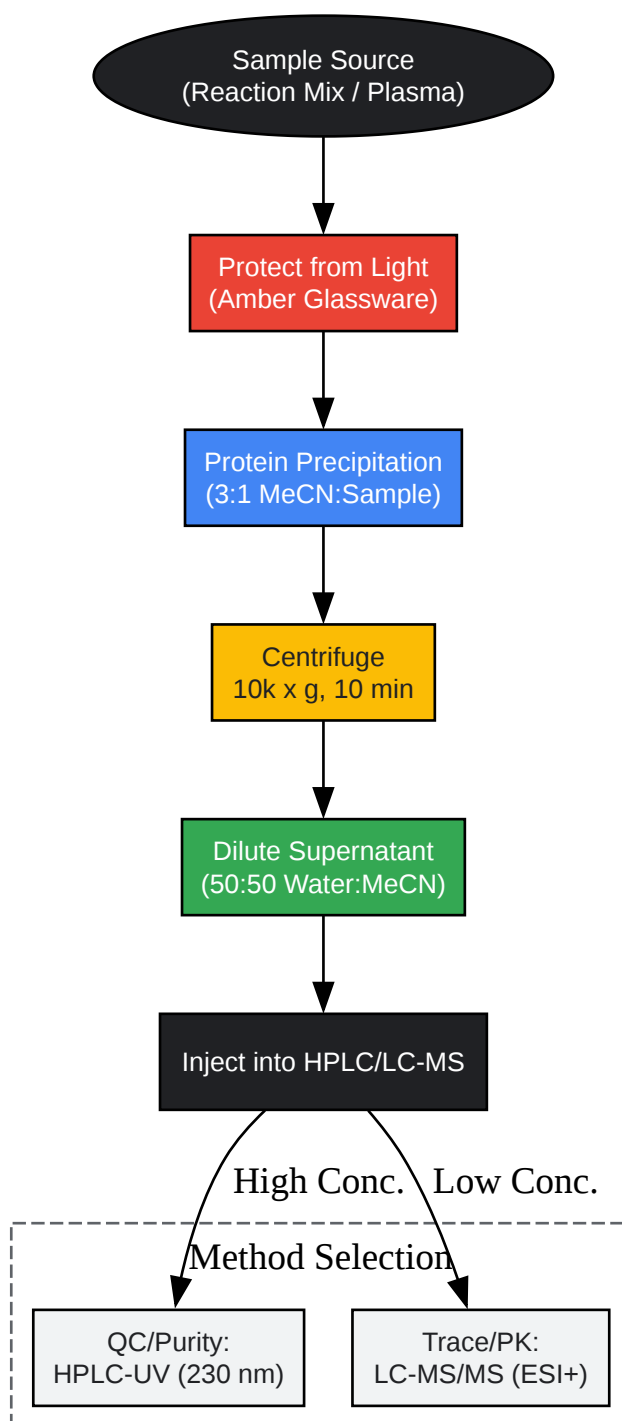 Sample Source
(Reaction Mix / Plasma)
Protect from Light
(Amber Glassware)
Protein Precipitation
(3:1 MeCN:Sample)
Centrifuge
10k x g, 10 min
Dilute Supernatant
(50:50 Water:MeCN)
Inject into HPLC/LC-MS
High Conc.
Low Conc.
Method Selection
QC/Purity:
HPLC-UV (230 nm)
Trace/PK:
LC-MS/MS (ESI+)